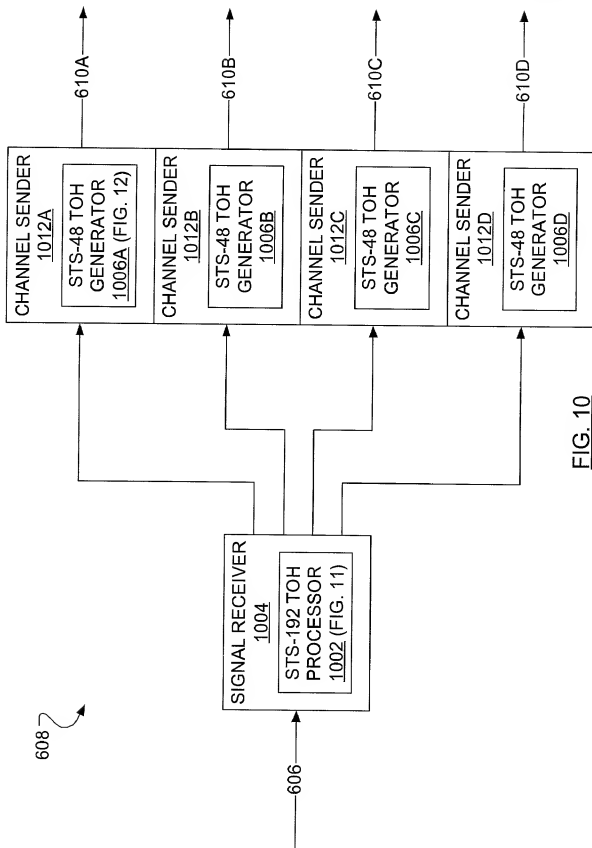 608
606
SIGNAL RECEIVER
1004
STS-192 TOH
PROCESSOR
1002 (FIG. 11)
CHANNEL SENDER
1012A
STS-48 TOH
GENERATOR
1006A (FIG. 12)
610A
CHANNEL SENDER
1012B
STS-48 TOH
GENERATOR
1006B
610B
CHANNEL SENDER
1012C
STS-48 TOH
GENERATOR
1006C
610C
CHANNEL SENDER
1012D
STS-48 TOH
GENERATOR
1006D
610D
FIG. 10